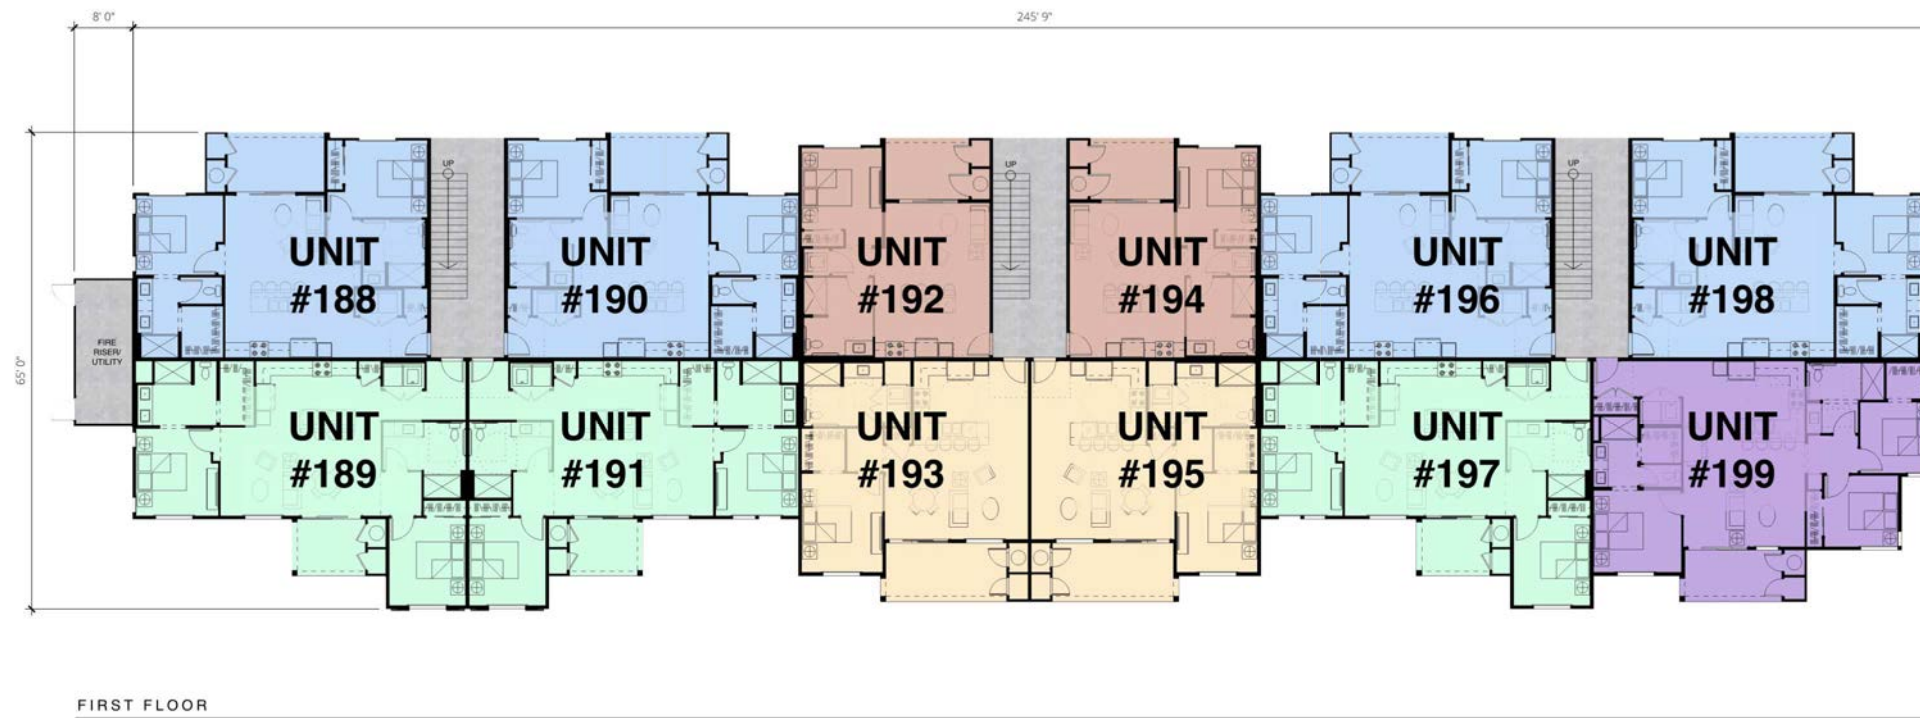 8' 0"
245' 9"
65' 0"
UP
UP
UP
UNIT
#188
UNIT
#190
UNIT
#192
UNIT
#194
UNIT
#196
UNIT
#198
FIRE
RISER/
UTILITY
UNIT
#189
UNIT
#191
UNIT
#193
UNIT
#195
UNIT
#197
UNIT
#199
FIRST FLOOR